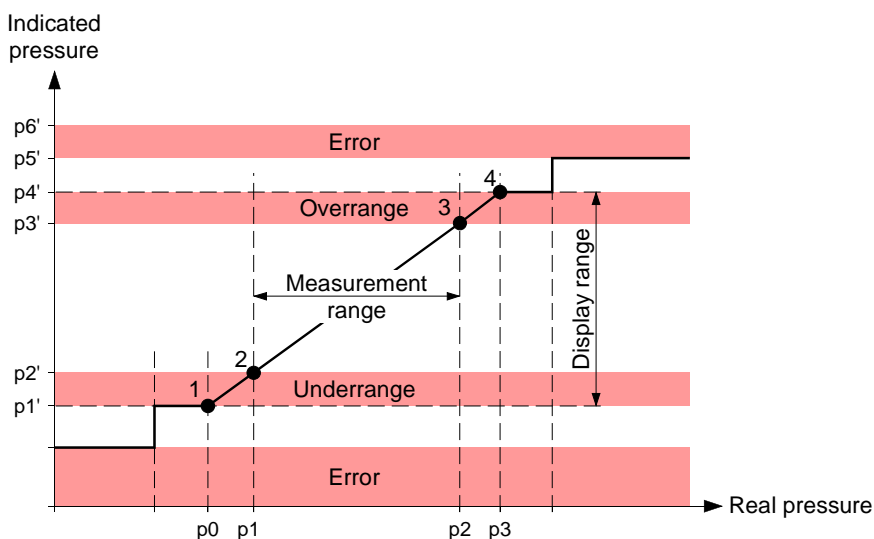 Indicated
pressure
p6'
Error
p5'
p4'
4
Overrange
3
p3'
Measurement
range
Display range
p2'
2
1
Underrange
p1'
Error
Real pressure
p0
p1
p2
p3